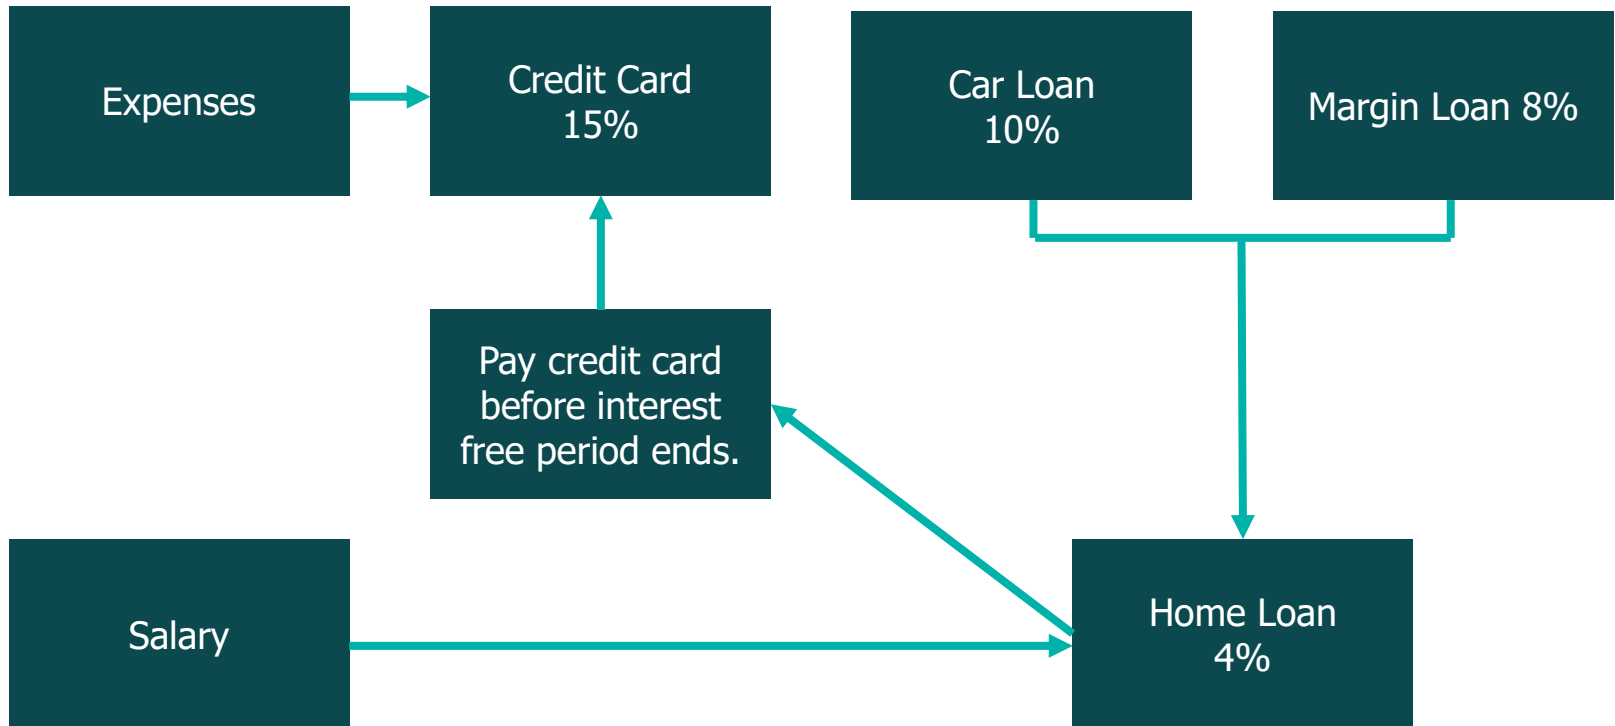 Expenses
Credit Card
15%
Car Loan
10%
Margin Loan 8%
Pay credit card
before interest
free period ends.
Salary
Home Loan
4%